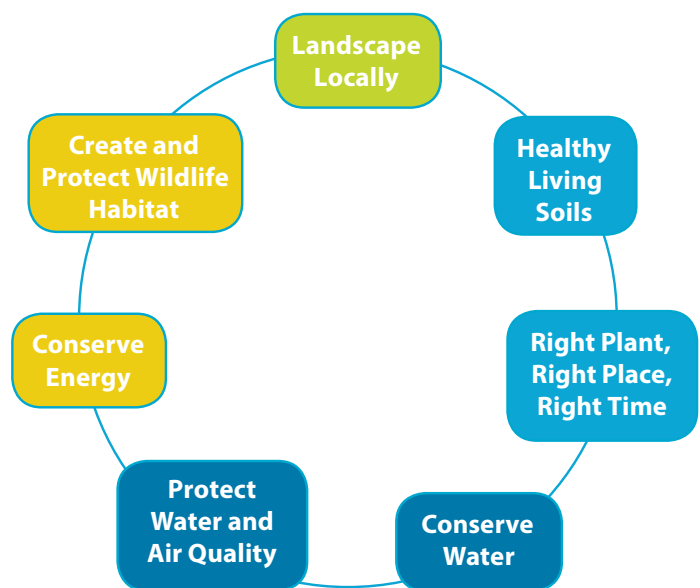 Landscape
Locally
Healthy
Living
Soils
Right Plant,
Right Place,
Right Time
Conserve
Water
Protect
Water and
Air Quality
Conserve
Energy
Create and
Protect Wildlife
Habitat